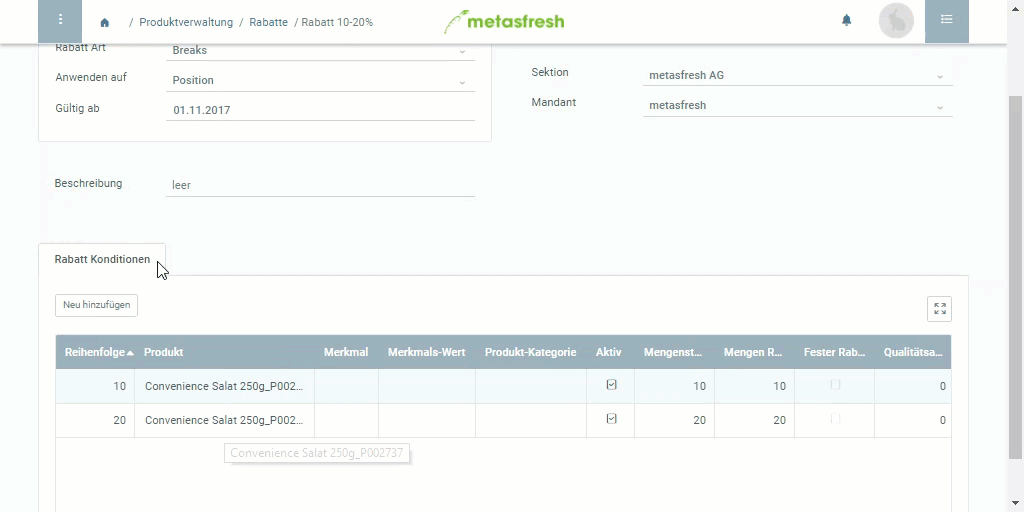 / Produktverwaltung / Rabatte / Rabatt 10-20%
metasfresh
Rabatt Art Breaks
Anwenden auf Position
Gültig ab 01.11.2017
Sektion metasfresh AG
Mandant metasfresh
Beschreibung leer
Rabatt Konditionen
Neu hinzufügen
Reihenfolge Produkt Merkmal Merkmals-Wert Produkt-Kategorie Aktiv Mengenst... Mengen R... Fester Rab... Qualitätsa...
10 Convenience Salat 250g_P002... 10 10 0
20 Convenience Salat 250g_P002... 20 20 0
Convenience Salat 250g_P002737